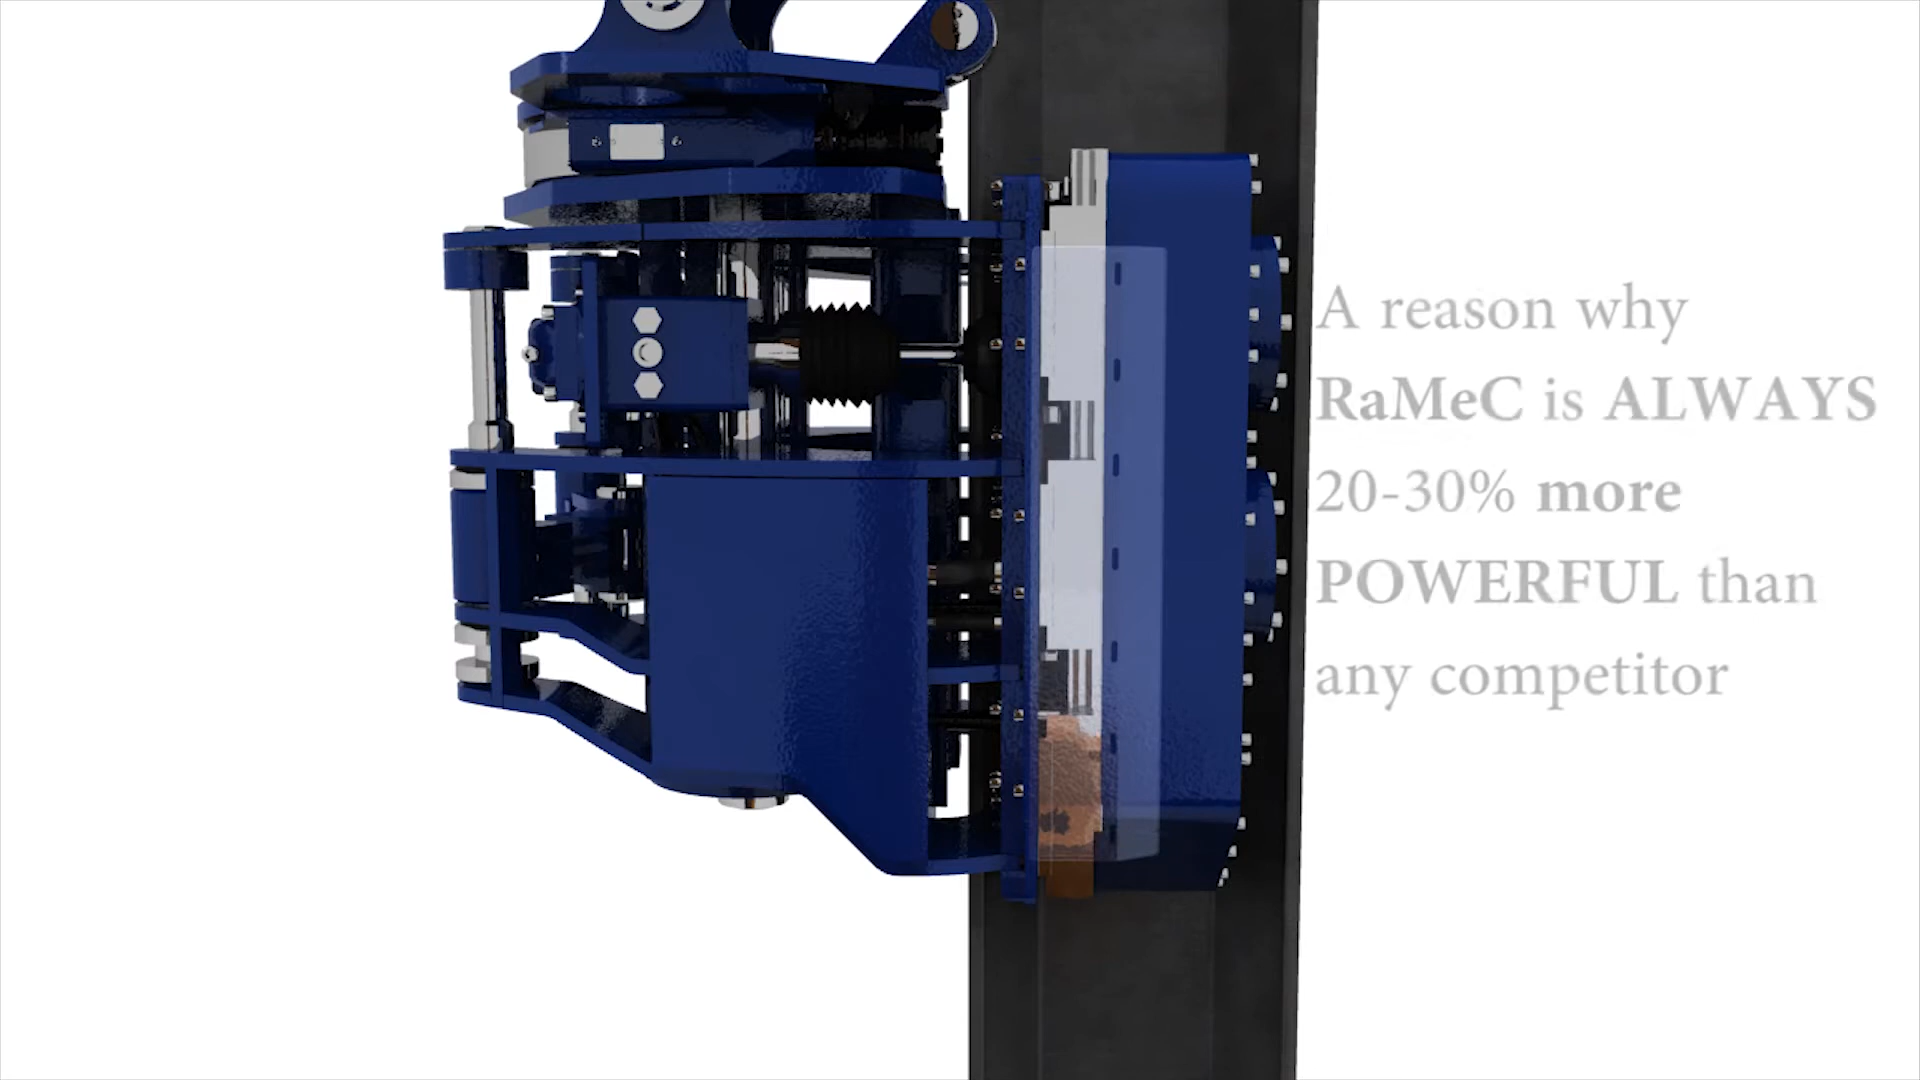 A reason why
RaMeC is ALWAYS
20-30% more
POWERFUL than
any competitor